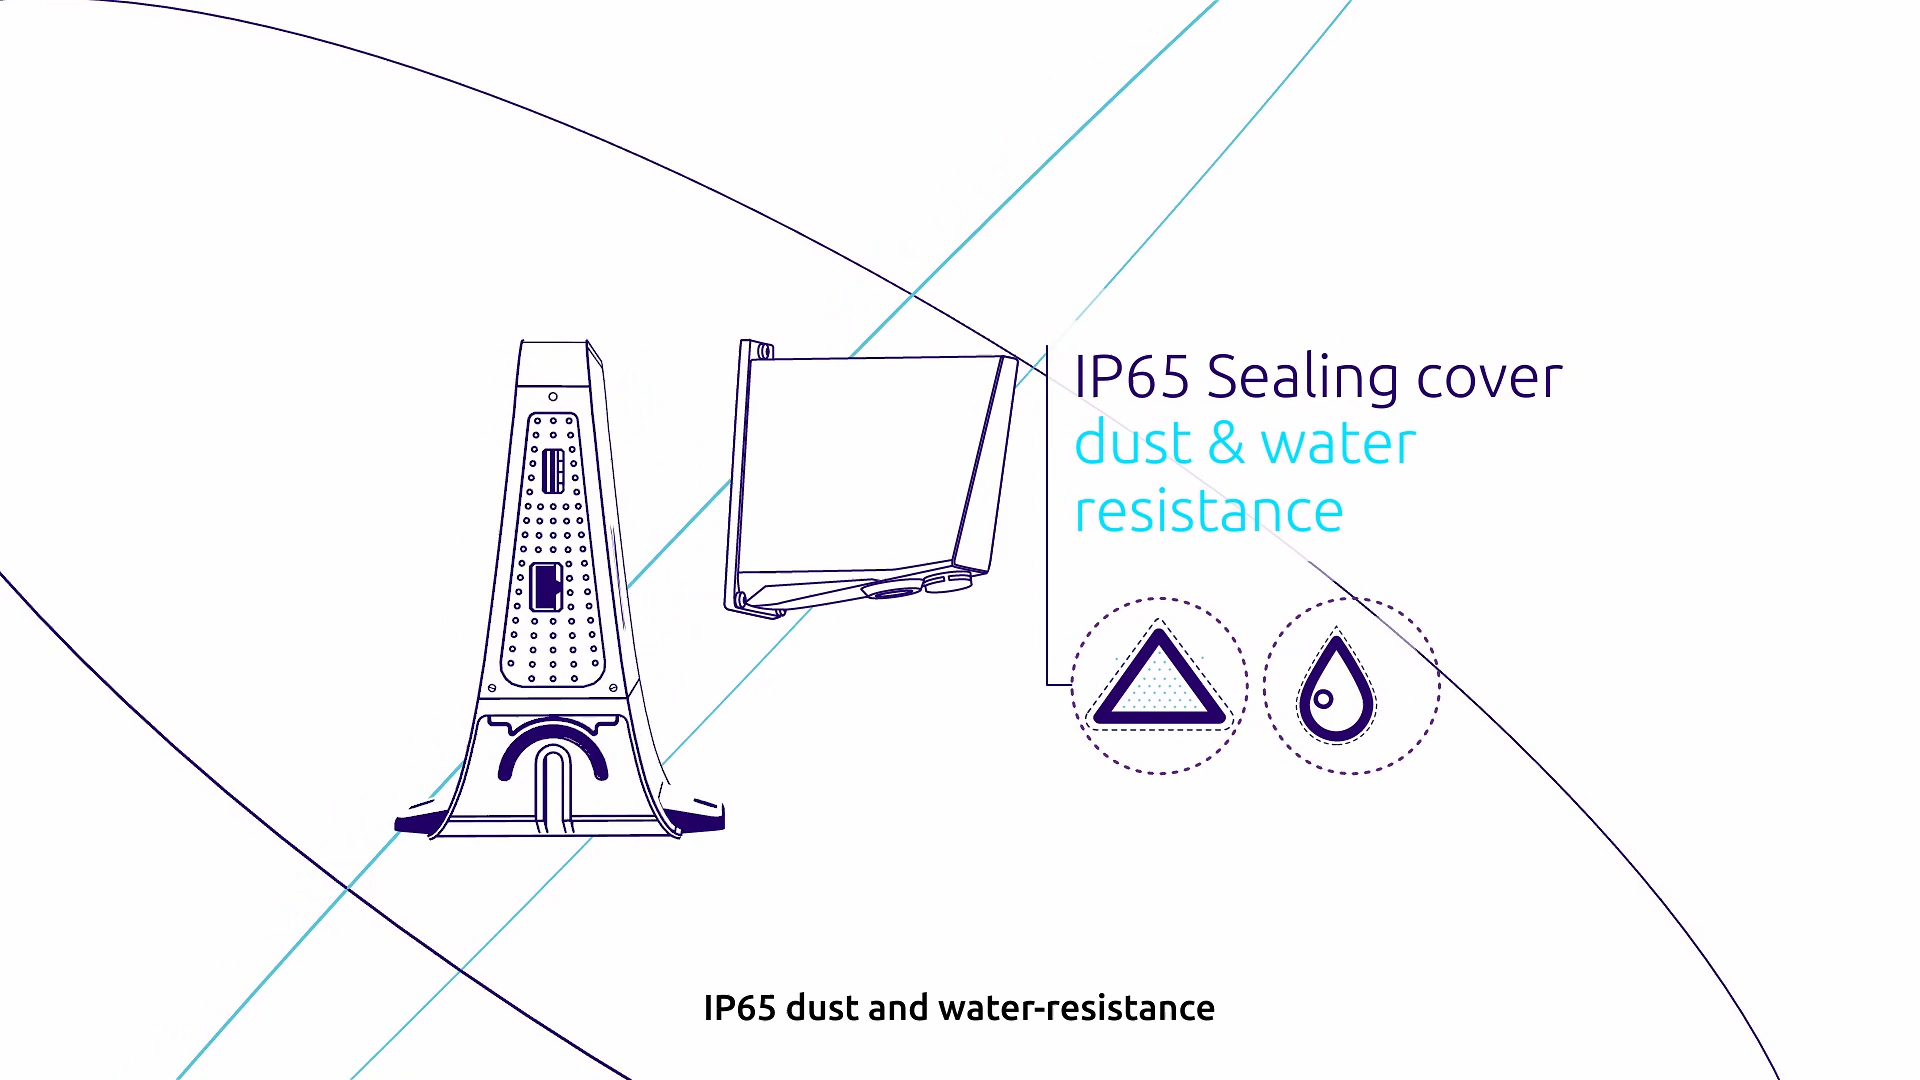 IP65 Sealing cover
dust & water
resistance
IP65 dust and water-resistance